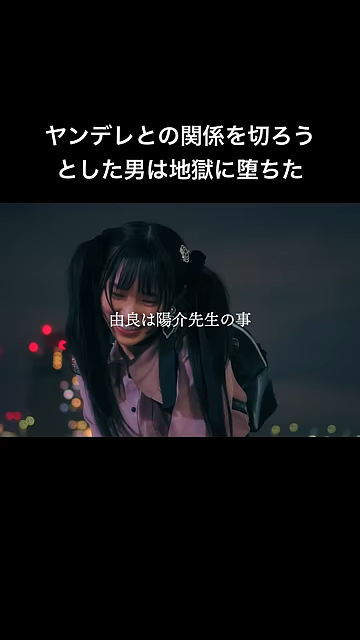 ヤンデレとの関係を切ろう
とした男は地獄に堕ちた
由良は陽介先生の事